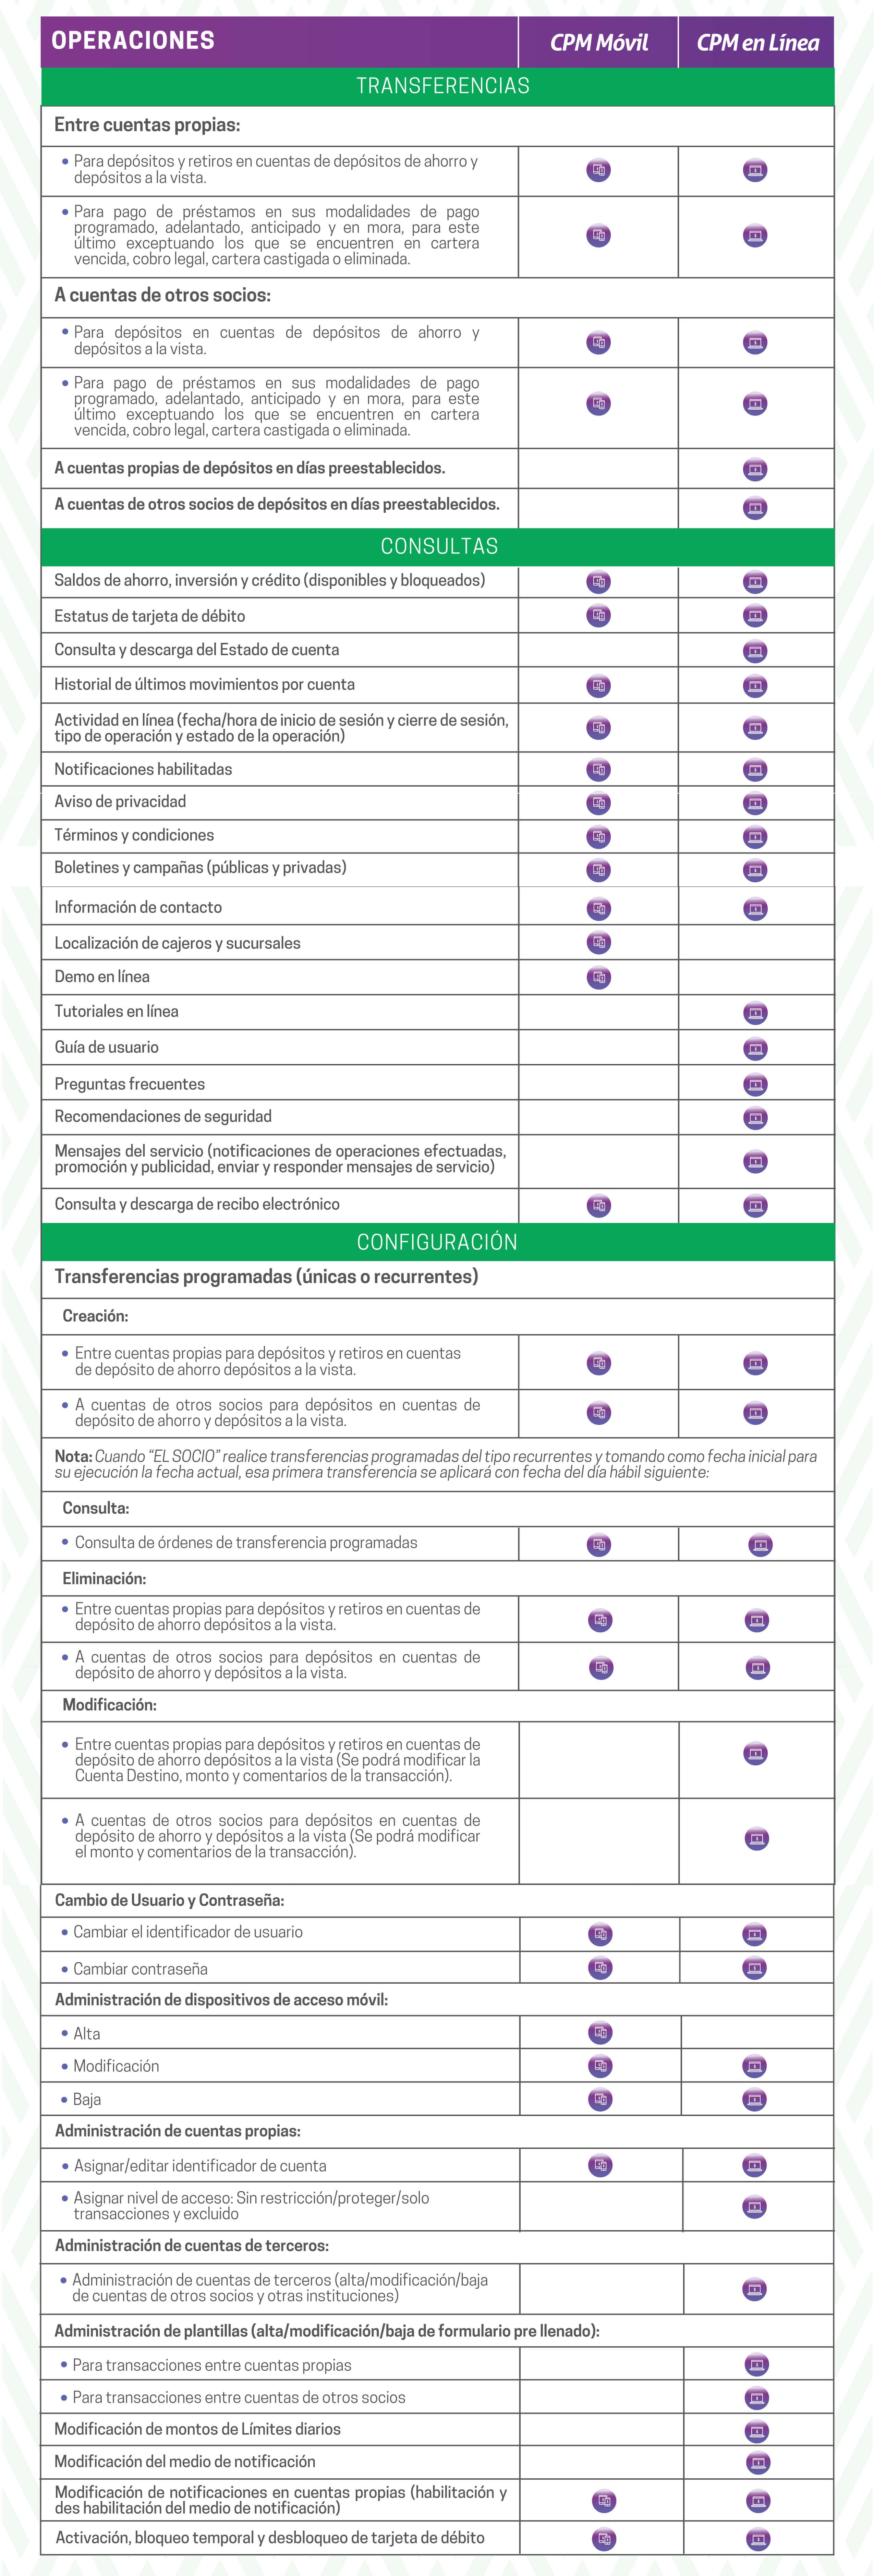 OPERACIONES
CPM Móvil
CPM en Línea
TRANSFERENCIAS
Entre cuentas propias:
• Para depósitos y retiros en cuentas de depósitos de ahorro y
depósitos a la vista.
• Para pago de préstamos en sus modalidades de pago
programado, adelantado, anticipado y en mora, para este
último exceptuando los que se encuentren en cartera
vencida, cobro legal, cartera castigada o eliminada.
A cuentas de otros socios:
• Para depósitos en cuentas de depósitos de ahorro y
depósitos a la vista.
• Para pago de préstamos en sus modalidades de pago
programado, adelantado, anticipado y en mora, para este
último exceptuando los que se encuentren en cartera
vencida, cobro legal, cartera castigada o eliminada.
A cuentas propias de depósitos en días preestablecidos.
A cuentas de otros socios de depósitos en días preestablecidos.
CONSULTAS
Saldos de ahorro, inversión y crédito (disponibles y bloqueados)
Estatus de tarjeta de débito
Consulta y descarga del Estado de cuenta
Historial de últimos movimientos por cuenta
Actividad en línea (fecha/hora de inicio de sesión y cierre de sesión,
tipo de operación y estado de la operación)
Notificaciones habilitadas
Aviso de privacidad
Términos y condiciones
Boletines y campañas (públicas y privadas)
Información de contacto
Localización de cajeros y sucursales
Demo en línea
Tutoriales en línea
Guía de usuario
Preguntas frecuentes
Recomendaciones de seguridad
Mensajes del servicio (notificaciones de operaciones efectuadas,
promoción y publicidad, enviar y responder mensajes de servicio)
Consulta y descarga de recibo electrónico
CONFIGURACIÓN
Transferencias programadas (únicas o recurrentes)
Creación:
• Entre cuentas propias para depósitos y retiros en cuentas
de depósito de ahorro depósitos a la vista.
• A cuentas de otros socios para depósitos en cuentas de
depósito de ahorro y depósitos a la vista.
Nota: Cuando “EL SOCIO” realice transferencias programadas del tipo recurrentes y tomando como fecha inicial para
su ejecución la fecha actual, esa primera transferencia se aplicará con fecha del día hábil siguiente:
Consulta:
• Consulta de órdenes de transferencia programadas
Eliminación:
• Entre cuentas propias para depósitos y retiros en cuentas de
depósito de ahorro depósitos a la vista.
• A cuentas de otros socios para depósitos en cuentas de
depósito de ahorro y depósitos a la vista.
Modificación:
• Entre cuentas propias para depósitos y retiros en cuentas de
depósito de ahorro depósitos a la vista (Se podrá modificar la
Cuenta Destino, monto y comentarios de la transacción).
• A cuentas de otros socios para depósitos en cuentas de
depósito de ahorro y depósitos a la vista (Se podrá modificar
el monto y comentarios de la transacción).
Cambio de Usuario y Contraseña:
• Cambiar el identificador de usuario
• Cambiar contraseña
Administración de dispositivos de acceso móvil:
• Alta
• Modificación
• Baja
Administración de cuentas propias:
• Asignar/editar identificador de cuenta
• Asignar nivel de acceso: Sin restricción/proteger/solo
transacciones y excluido
Administración de cuentas de terceros:
• Administración de cuentas de terceros (alta/modificación/baja
de cuentas de otros socios y otras instituciones)
Administración de plantillas (alta/modificación/baja de formulario pre llenado):
• Para transacciones entre cuentas propias
• Para transacciones entre cuentas de otros socios
Modificación de montos de Límites diarios
Modificación del medio de notificación
Modificación de notificaciones en cuentas propias (habilitación y
des habilitación del medio de notificación)
Activación, bloqueo temporal y desbloqueo de tarjeta de débito